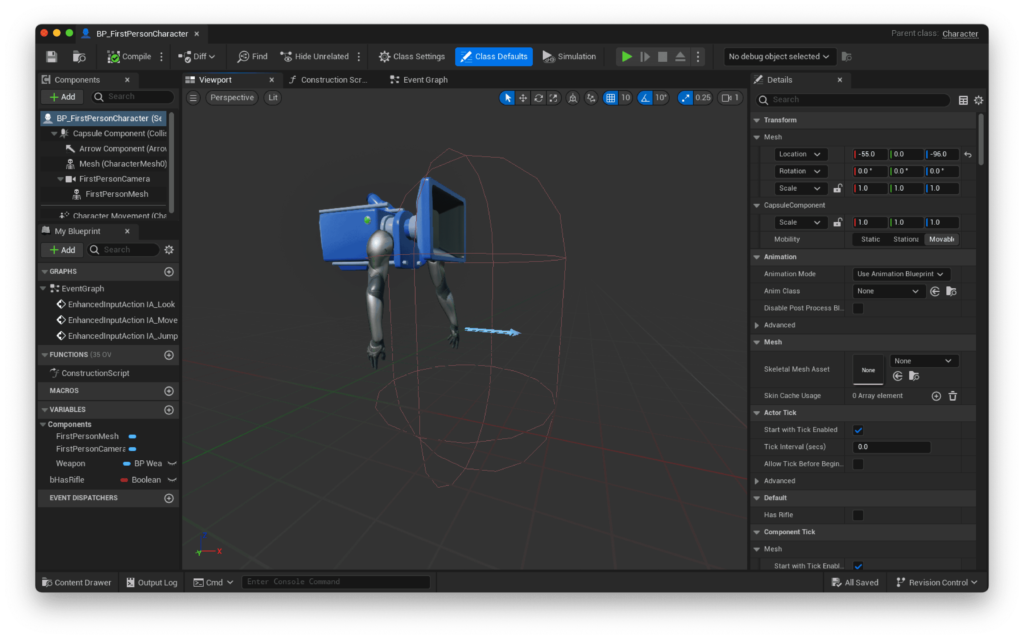 BP_FirstPersonCharacter
Parent class: Character
Compile
Diff
Find
Hide Unrelated
Class Settings
Class Defaults
Simulation
No debug object selected
Components
+ Add
Search
BP_FirstPersonCharacter (Se
Capsule Component (Collis
Arrow Component (Arrow
Mesh (CharacterMesh0)
FirstPersonCamera
FirstPersonMesh
Character Movement (Cha
My Blueprint
+ Add
Search
GRAPHS
EventGraph
EnhancedInputAction IA_Look
EnhancedInputAction IA_Move
EnhancedInputAction IA_Jump
FUNCTIONS (38 OV
ConstructionScript
MACROS
VARIABLES
Components
FirstPersonMesh
FirstPersonCamera
Weapon BP Wea
bHasRifle Boolean
EVENT DISPATCHERS
Viewport
Construction Scr...
Event Graph
Perspective
Lit
10
10°
0.25
1
X
Details
Search
Transform
Mesh
Location -55.0 0.0 -96.0
Rotation 0.0 ° 0.0 ° 0.0 °
Scale 1.0 1.0 1.0
CapsuleComponent
Scale 1.0 1.0 1.0
Mobility Static Stationa Movable
Animation
Animation Mode Use Animation Blueprint
Anim Class None
Disable Post Process Bl..
Advanced
Mesh
None
Skeletal Mesh Asset None
Skin Cache Usage 0 Array element
Actor Tick
Start with Tick Enabled
Tick Interval (secs) 0.0
Allow Tick Before Begin..
Advanced
Default
Has Rifle
Component Tick
Mesh
Start with Tick Enabl..
Content Drawer
Output Log
Cmd
Enter Console Command
All Saved
Revision Control